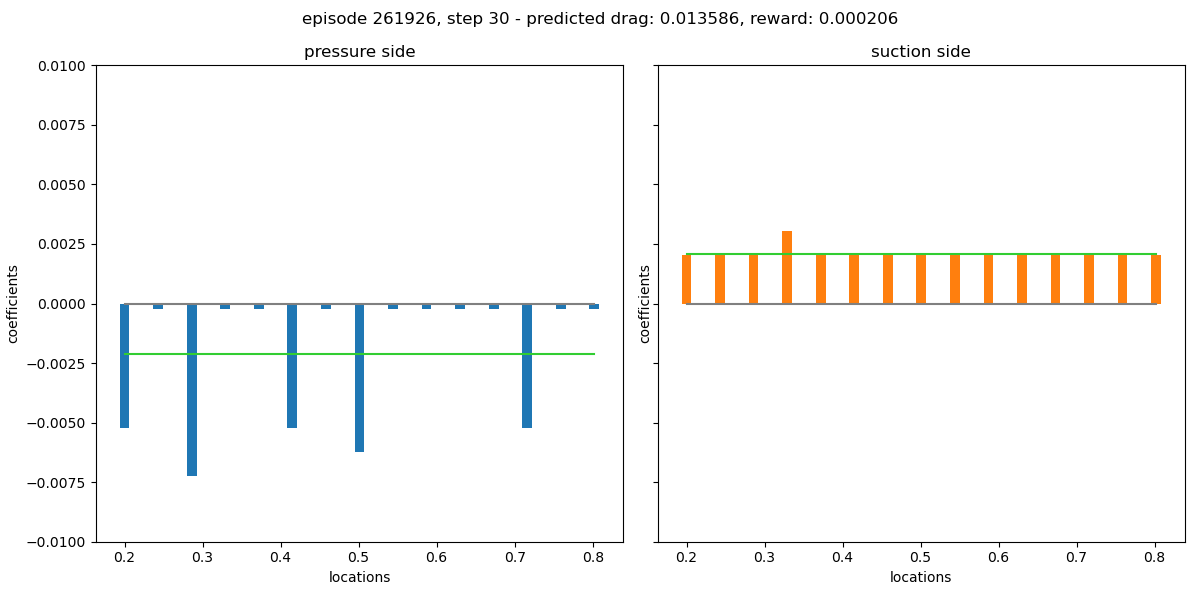 episode 261926, step 30 - predicted drag: 0.013586, reward: 0.000206
pressure side
suction side
0.0100
0.0075
0.0050
0.0025
0.0000
−0.0025
−0.0050
−0.0075
−0.0100
coefficients
coefficients
0.2 0.3 0.4 0.5 0.6 0.7 0.8
0.2 0.3 0.4 0.5 0.6 0.7 0.8
locations
locations